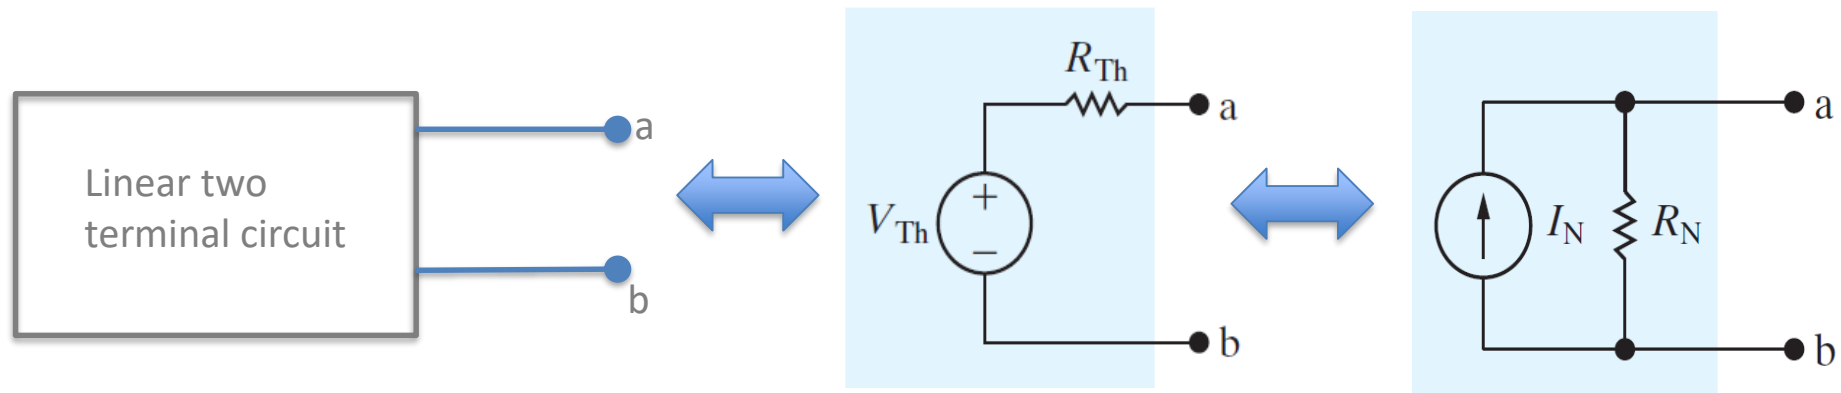 Linear two
terminal circuit
a
b
R_Th
V_Th
+
−
a
b
I_N
R_N
a
b